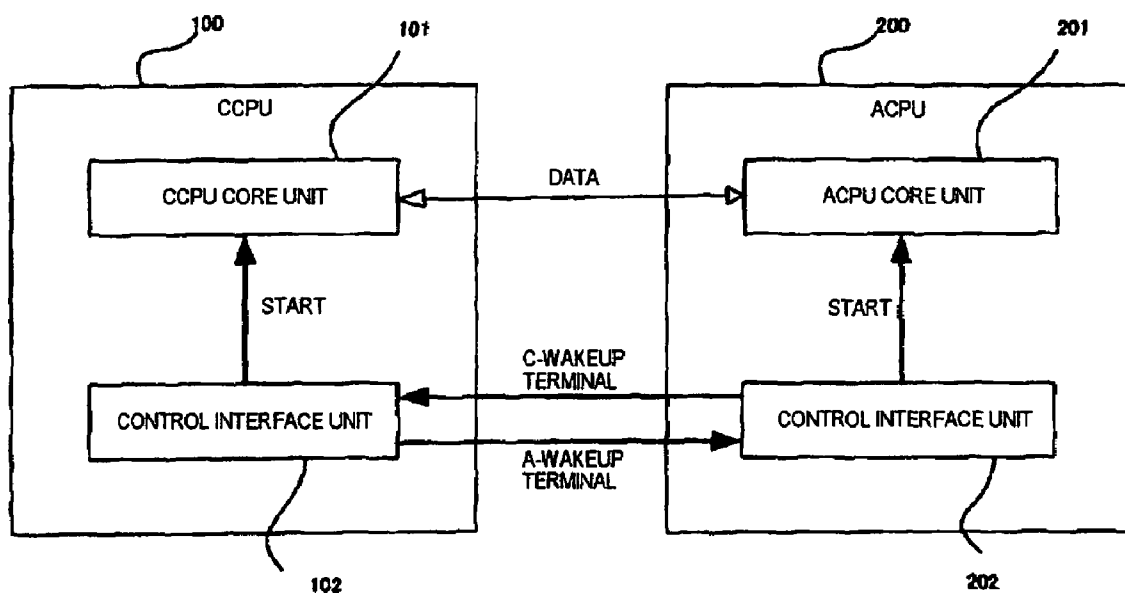 100
101
200
201
CCPU
ACPU
CCPU CORE UNIT
DATA
ACPU CORE UNIT
START
START
C-WAKEUP
TERMINAL
CONTROL INTERFACE UNIT
CONTROL INTERFACE UNIT
A-WAKEUP
TERMINAL
102
202